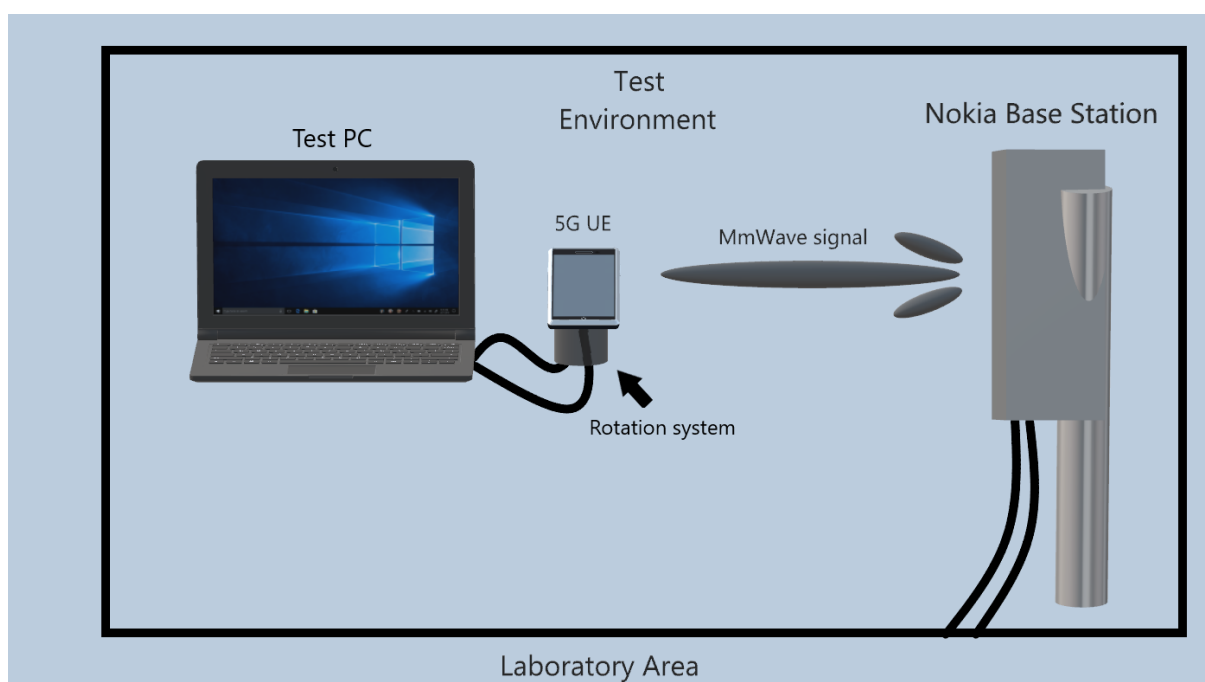 Test
Environment
Nokia Base Station
Test PC
5G UE
MmWave signal
Rotation system
Laboratory Area